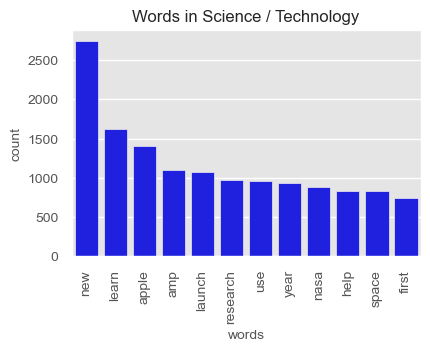 Words in Science / Technology
2500
2000
1500
1000
500
0
count
new
learn
apple
amp
launch
research
use
year
nasa
help
space
first
words